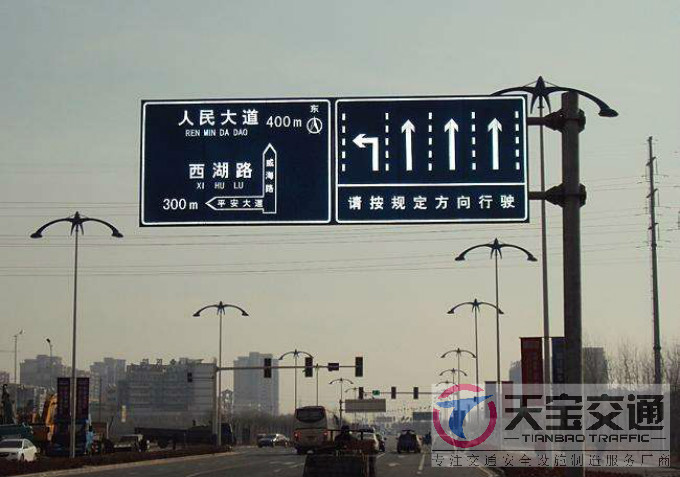 人民大道 400m 东
REN MIN DA DAO
西湖路
XI HU LU
威海路
300m 平安大道
请按规定方向行驶
天宝交通
TIANBAO TRAFFIC
专注交通安全设施制造服务厂商